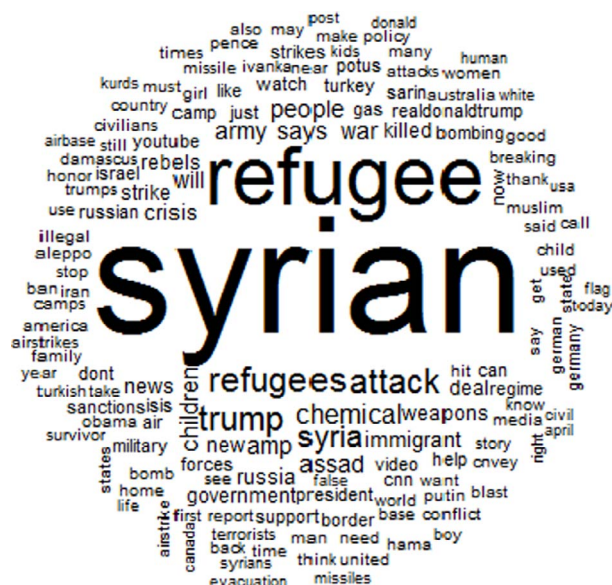 also may post donald
pence make policy
times strikes kids many human
missile ivanka near potus attacks women
kurds must girl like watch turkey sarin australia white
country camp just people gas realdonaldtrump
civilians army says war killed bombing good
airbase still youtube
damascus israel rebels refugee breaking
honor strike will now thank usa
trumps muslim
use russian crisis said call
illegal syrian child
aleppo used
stop get state flag
ban iran today
camps say german germany
america
airstrikes
family
year dont children refugees attack hit can
turkish take news deal regime
sanctions isis trump chemical weapons know
obama air media civil
survivor new amp syria immigrant right april
states military story
forces assad video help cnvey
bomb see russia false cnn want
home government president world putin blast
life airstrike first report support border base conflict
canada terrorists man need hama boy
back time think united
syrians missiles
evacuation